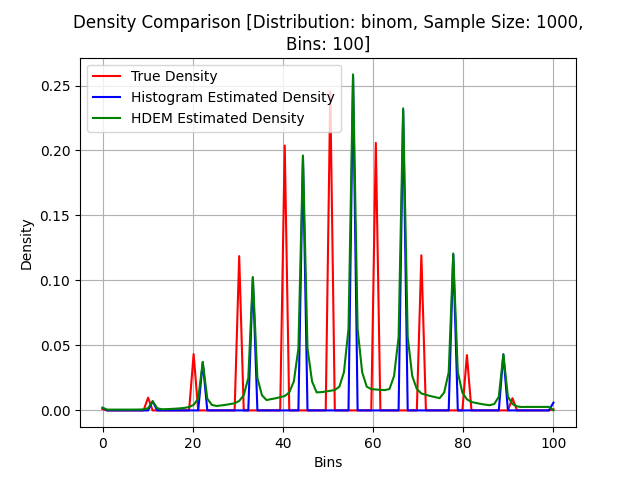 Density Comparison [Distribution: binom, Sample Size: 1000,
Bins: 100]
True Density
Histogram Estimated Density
HDEM Estimated Density
Density
0.25
0.20
0.15
0.10
0.05
0.00
0 20 40 60 80 100
Bins